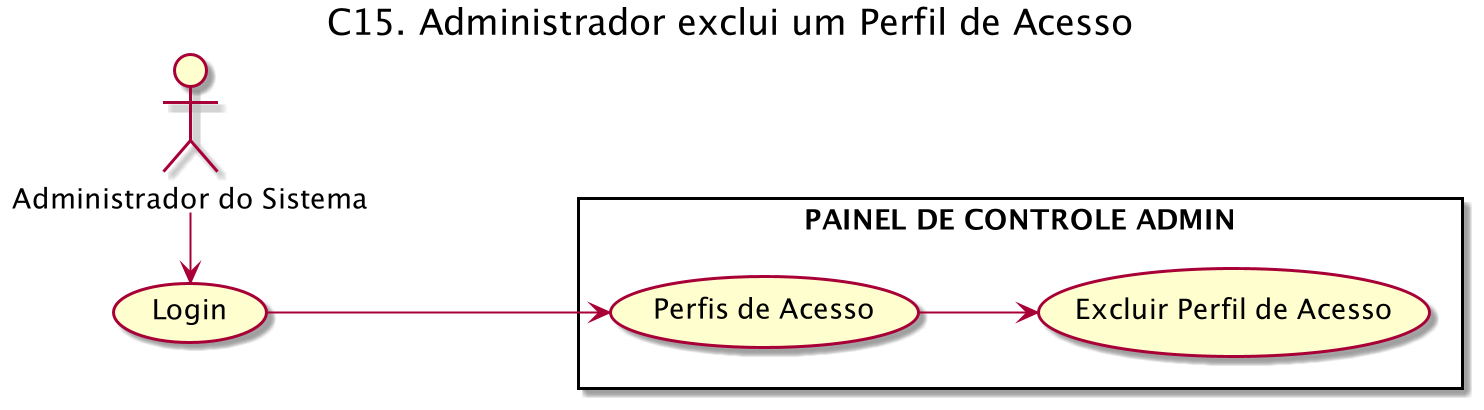 C15. Administrador exclui um Perfil de Acesso
Administrador do Sistema
PAINEL DE CONTROLE ADMIN
Login
Perfis de Acesso
Excluir Perfil de Acesso